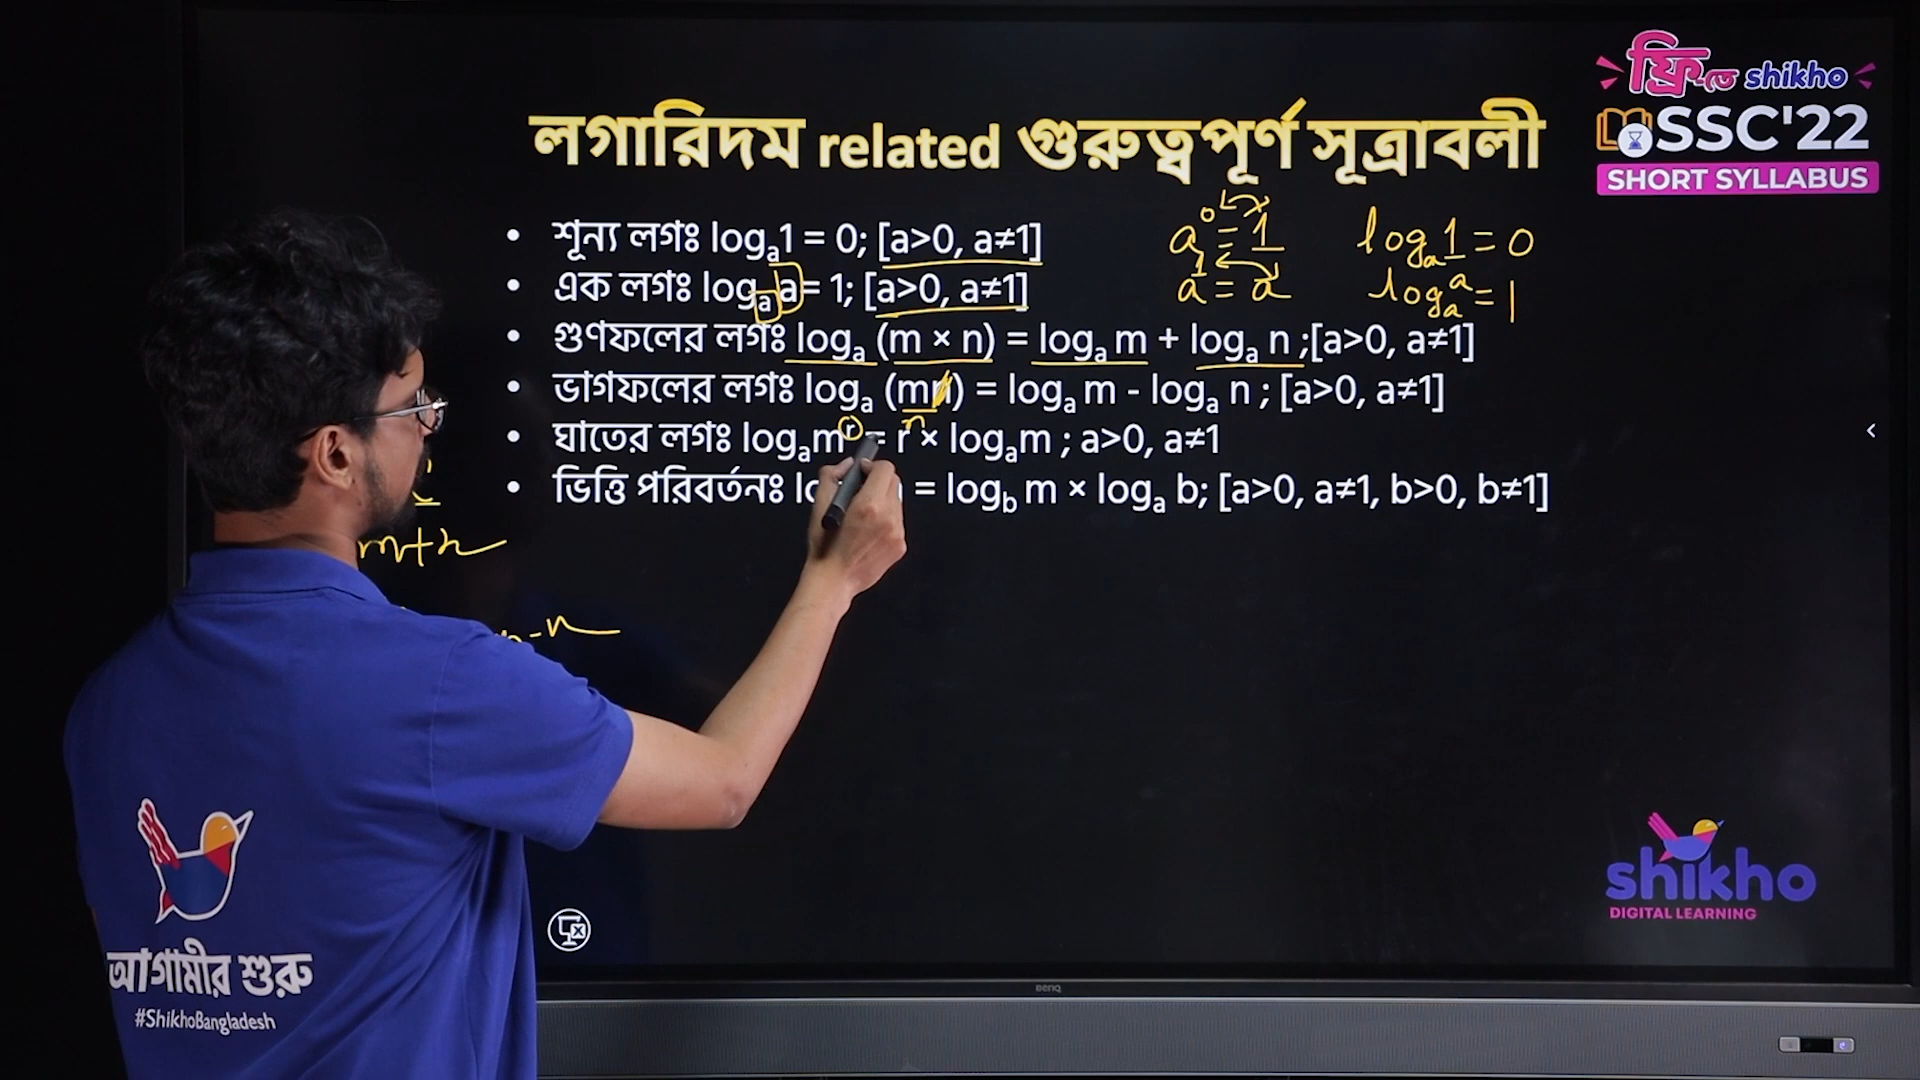 ফ্রি-তে shikho
SSC'22
SHORT SYLLABUS
লগারিদম related গুরুত্বপূর্ণ সূত্রাবলী
• শূন্য লগঃ logₐ1 = 0; [a>0, a≠1]
a⁰ = 1
logₐ1 = 0
• এক লগঃ logₐa = 1; [a>0, a≠1]
a¹ = a
logₐa = 1
• গুণফলের লগঃ logₐ (m × n) = logₐ m + logₐ n ;[a>0, a≠1]
• ভাগফলের লগঃ logₐ (m) = logₐ m - logₐ n ; [a>0, a≠1]
n
• ঘাতের লগঃ logₐmʳ = r × logₐm ; a>0, a≠1
• ভিত্তি পরিবর্তনঃ = log_b m × logₐ b; [a>0, a≠1, b>0, b≠1]
m+n
-n
shikho
DIGITAL LEARNING
আগামীর শুরু
#ShikhoBangladesh
BenQ